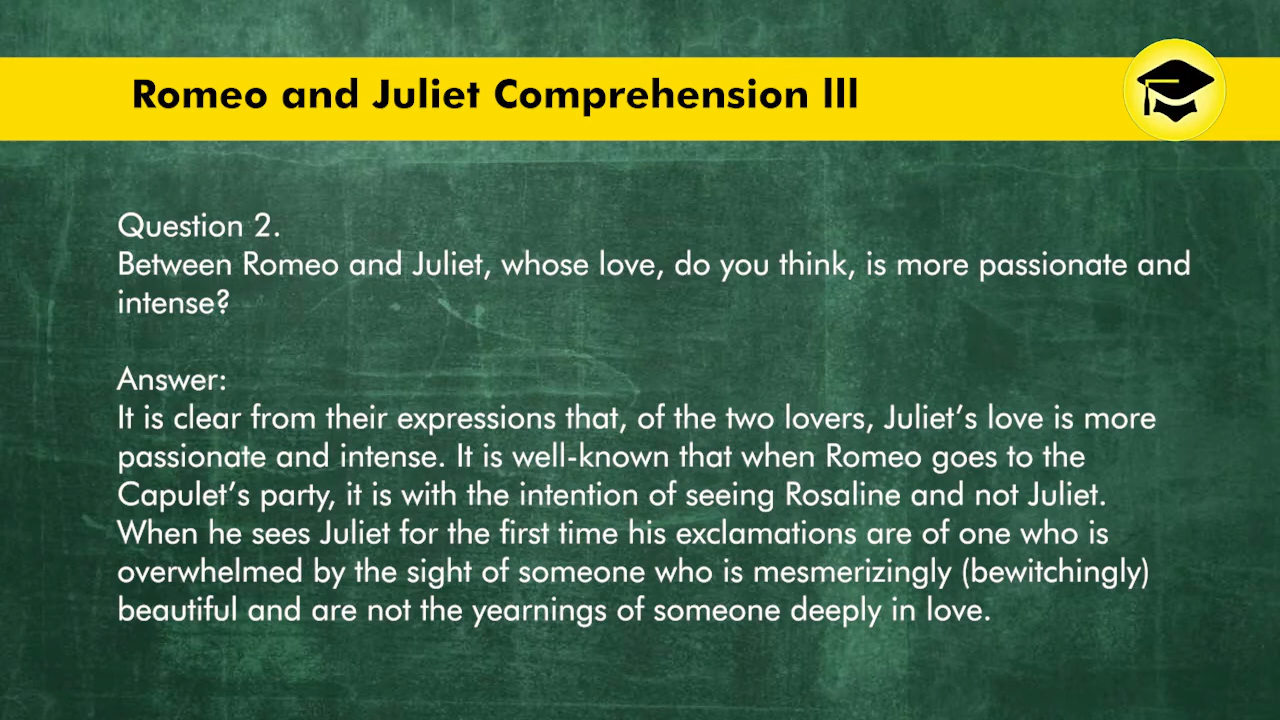 Romeo and Juliet Comprehension lll
Question 2.
Between Romeo and Juliet, whose love, do you think, is more passionate and
intense?
Answer:
It is clear from their expressions that, of the two lovers, Juliet’s love is more
passionate and intense. It is well-known that when Romeo goes to the
Capulet’s party, it is with the intention of seeing Rosaline and not Juliet.
When he sees Juliet for the first time his exclamations are of one who is
overwhelmed by the sight of someone who is mesmerizingly (bewitchingly)
beautiful and are not the yearnings of someone deeply in love.